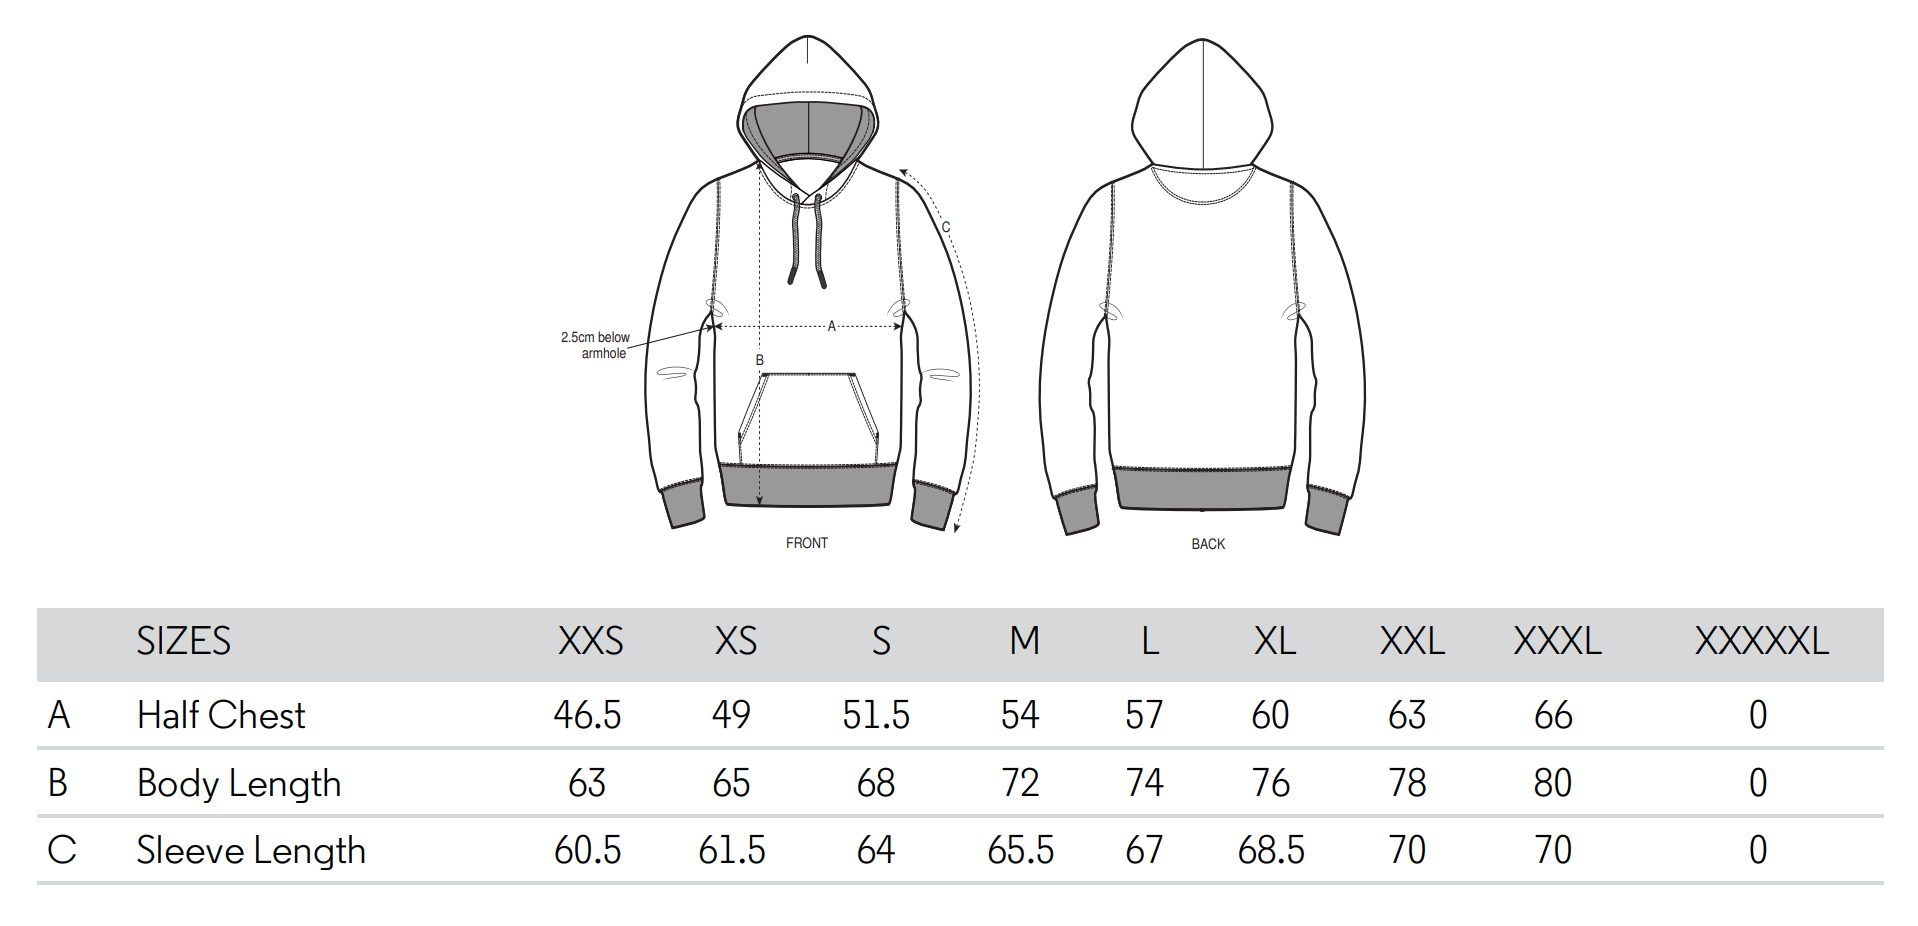 C
2.5cm below
armhole
A
B
FRONT
BACK
SIZES XXS XS S M L XL XXL XXXL XXXXXL
A Half Chest 46.5 49 51.5 54 57 60 63 66 0
B Body Length 63 65 68 72 74 76 78 80 0
C Sleeve Length 60.5 61.5 64 65.5 67 68.5 70 70 0